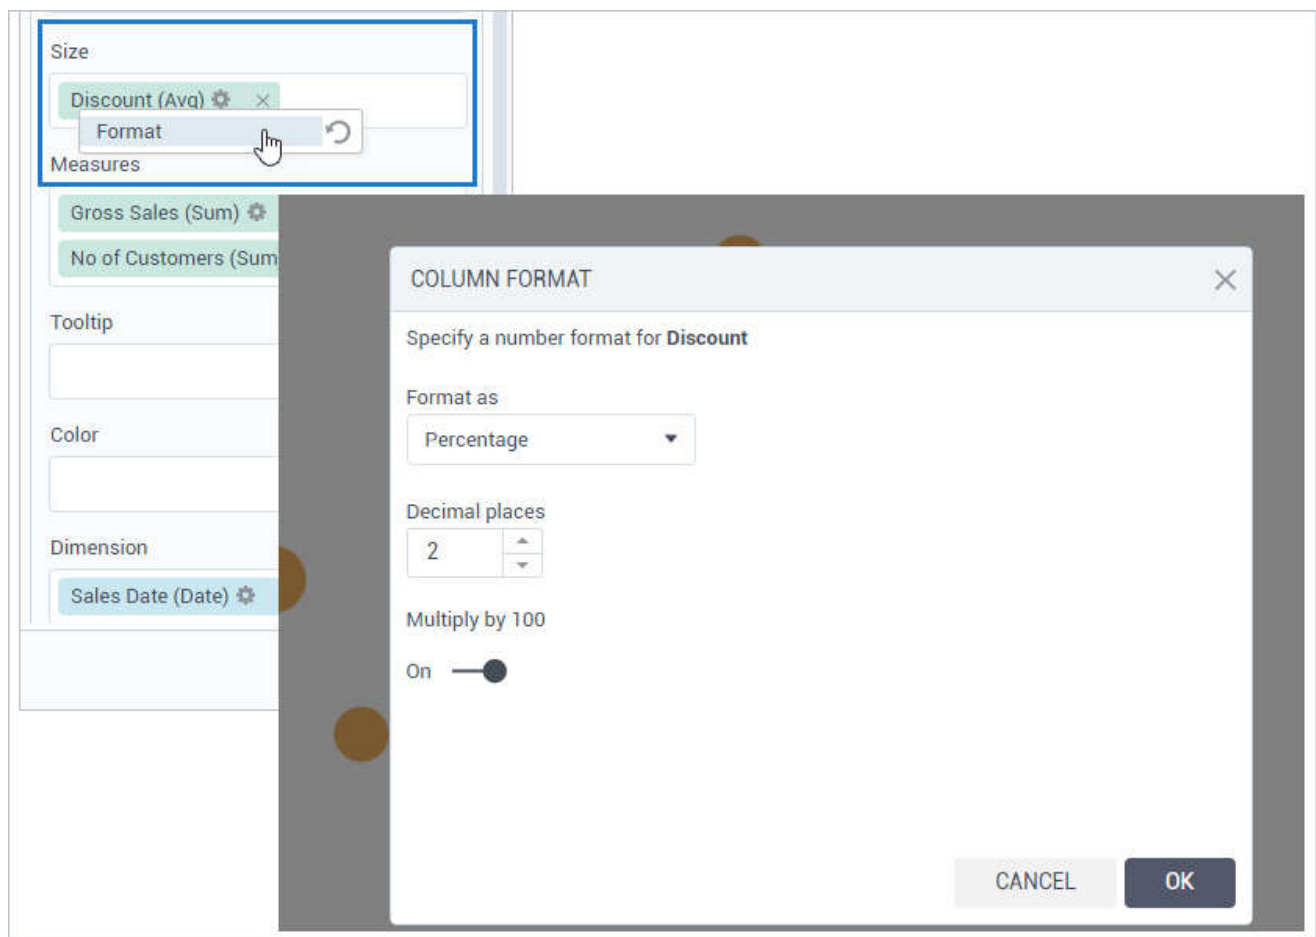 Size
Discount (Avg)
Format
Measures
Gross Sales (Sum)
No of Customers (Sum
Tooltip
Color
Dimension
Sales Date (Date)
COLUMN FORMAT
Specify a number format for Discount
Format as
Percentage
Decimal places
2
Multiply by 100
On
CANCEL
OK